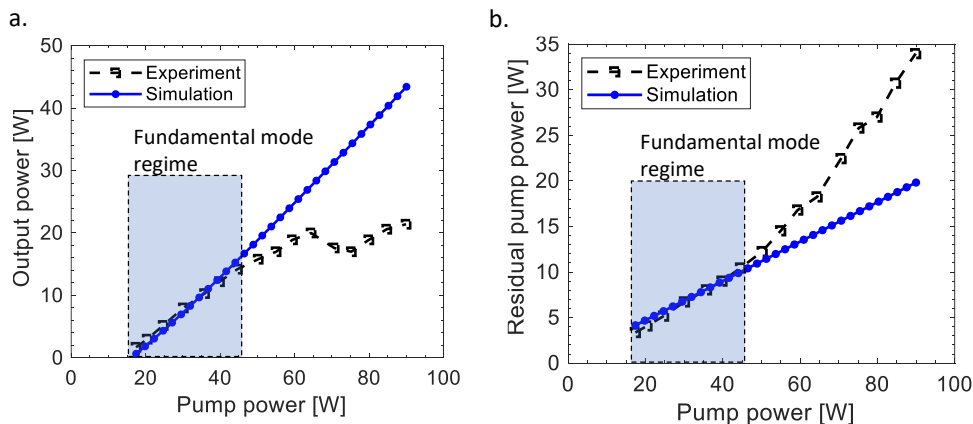 a.
50
40
30
20
10
0
Output power [W]
Experiment
Simulation
Fundamental mode
regime
0
20
40
60
80
100
Pump power [W]
b.
35
30
25
20
15
10
5
0
Residual pump power [W]
Experiment
Simulation
Fundamental mode
regime
0
20
40
60
80
100
Pump power [W]